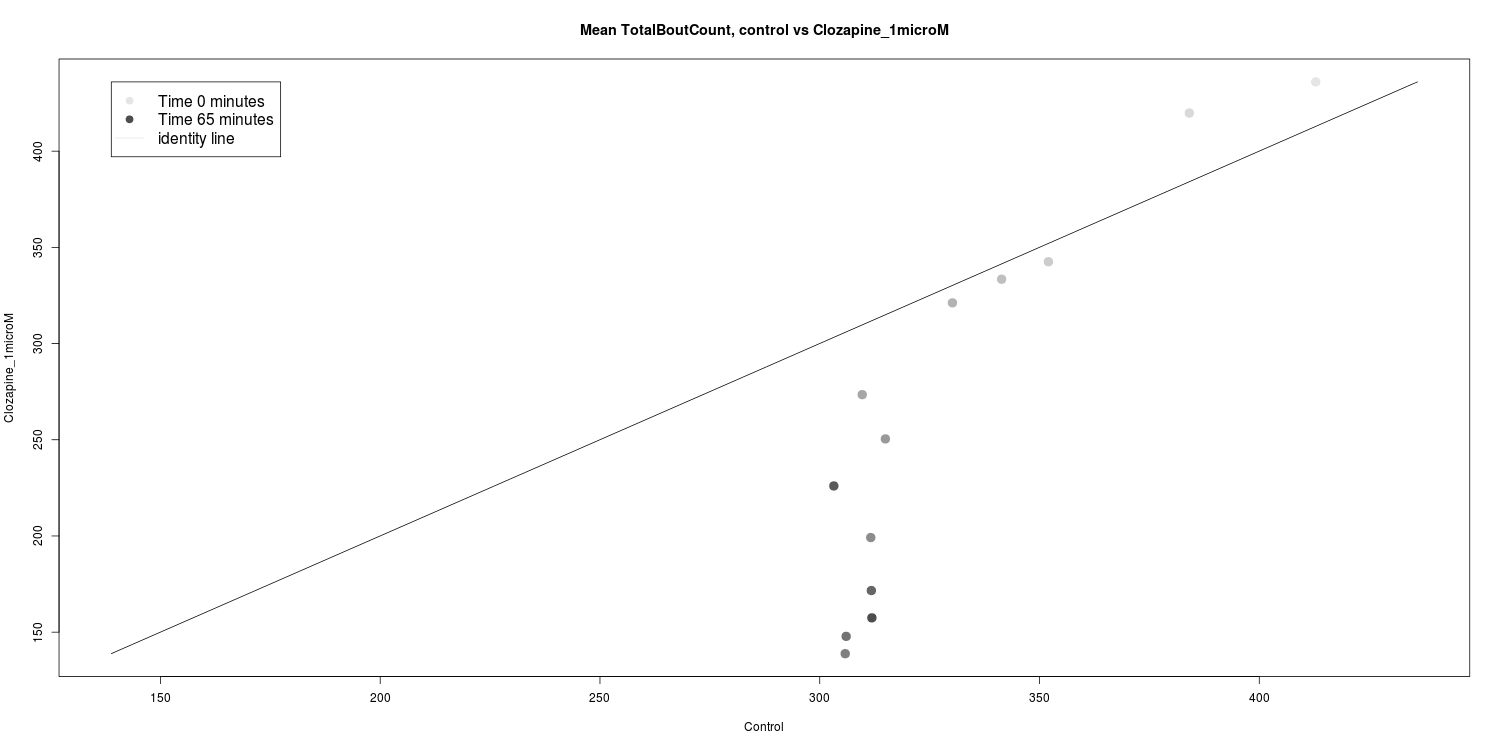 Mean TotalBoutCount, control vs Clozapine_1microM
Time 0 minutes
Time 65 minutes
identity line
Clozapine_1microM
400
350
300
250
200
150
150 200 250 300 350 400
Control